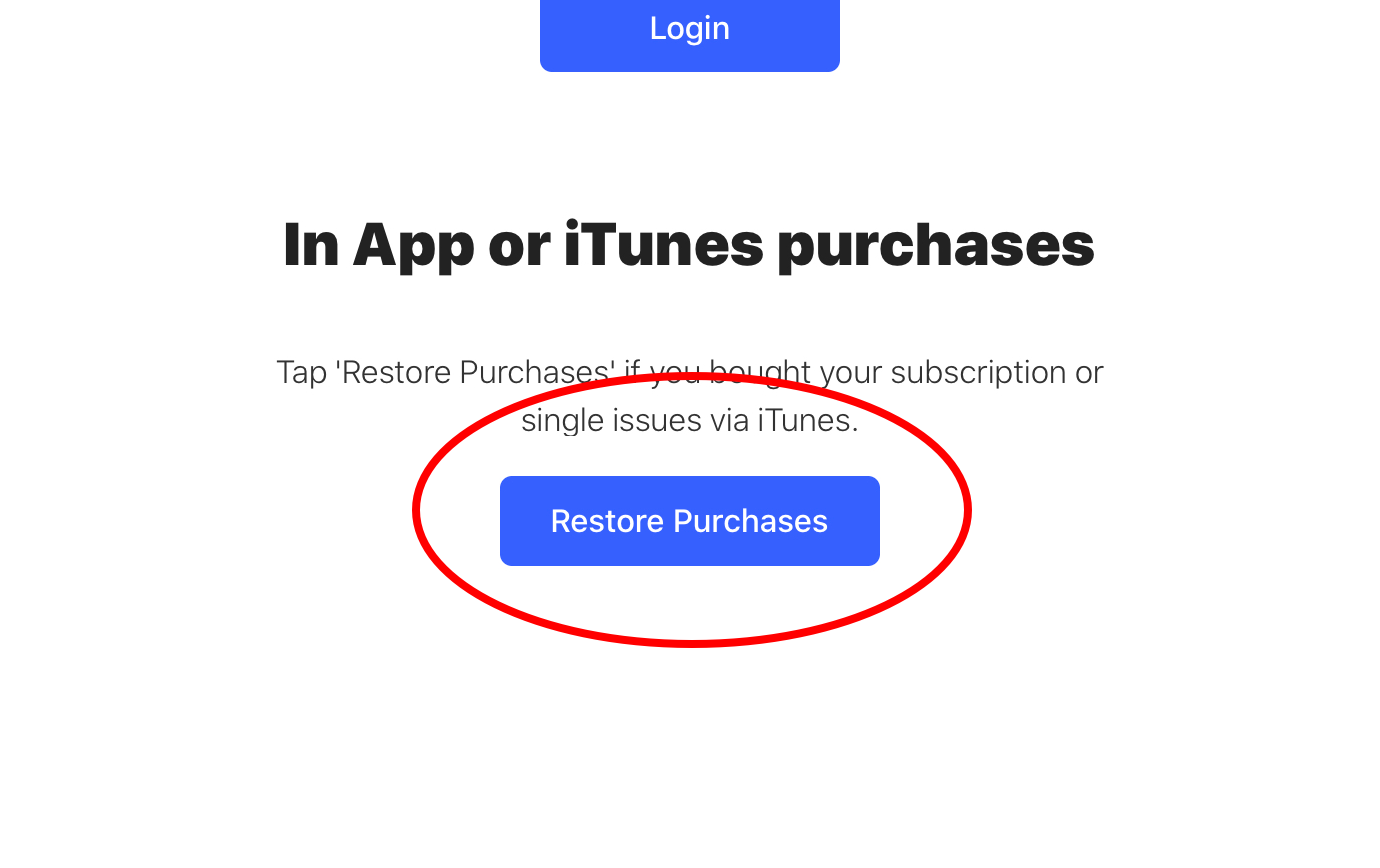 Login
In App or iTunes purchases
Tap 'Restore Purchases' if you bought your subscription or
single issues via iTunes.
Restore Purchases